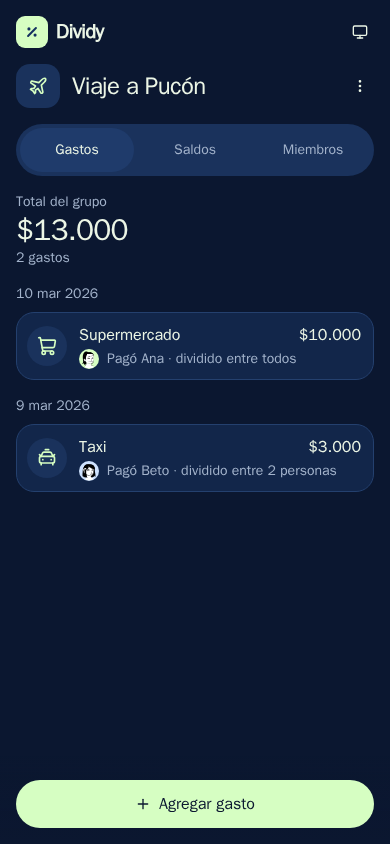 Dividy
Viaje a Pucón
Gastos
Saldos
Miembros
Total del grupo
$13.000
2 gastos
10 mar 2026
Supermercado
$10.000
Pagó Ana · dividido entre todos
9 mar 2026
Taxi
$3.000
Pagó Beto · dividido entre 2 personas
Agregar gasto